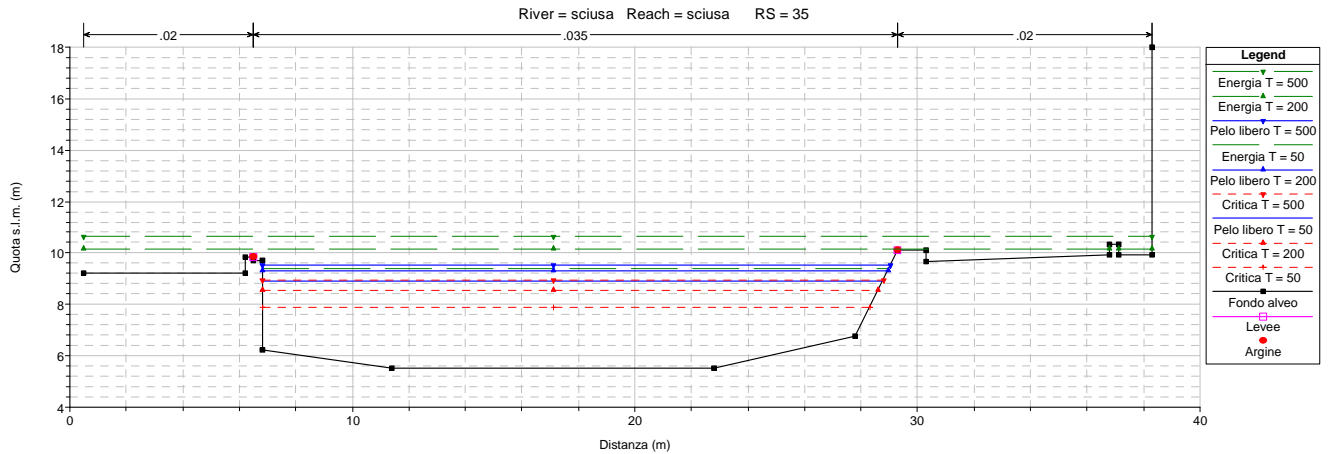 River = sciusa Reach = sciusa RS = 35
.02 .035 .02
18
16
14
12
10
8
6
4
Quota s.l.m. (m)
0 10 20 30 40
Distanza (m)
Legend
Energia T = 500
Energia T = 200
Pelo libero T = 500
Energia T = 50
Pelo libero T = 200
Critica T = 500
Pelo libero T = 50
Critica T = 200
Critica T = 50
Fondo alveo
Levee
Argine